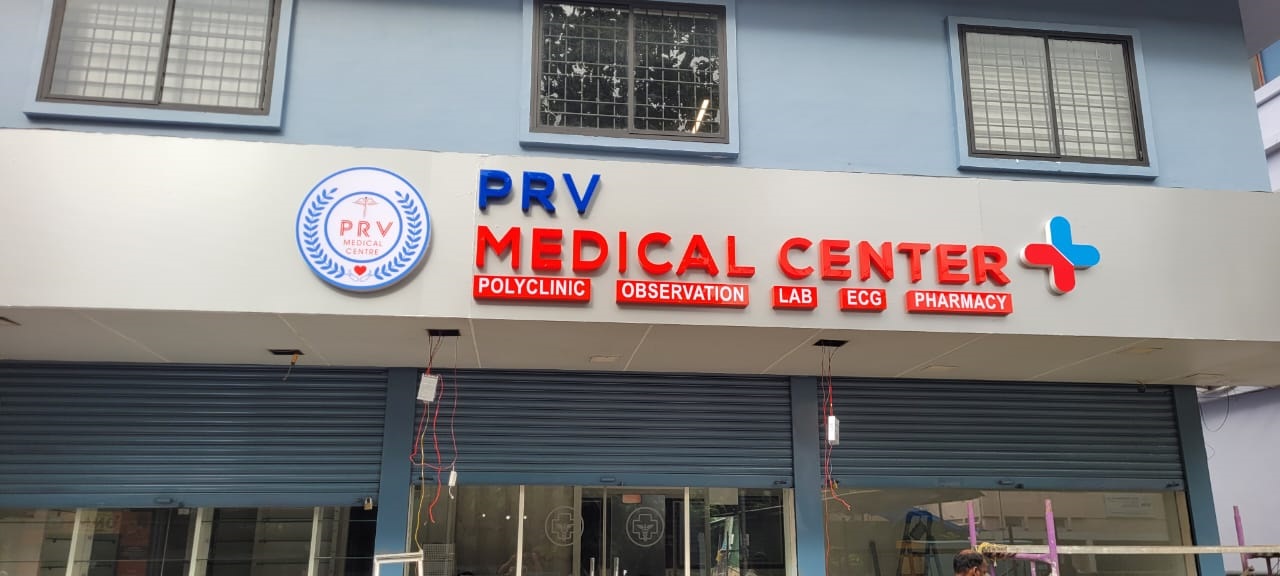 PRV
MEDICAL
CENTRE
PRV
MEDICAL CENTER
POLYCLINIC OBSERVATION LAB ECG PHARMACY